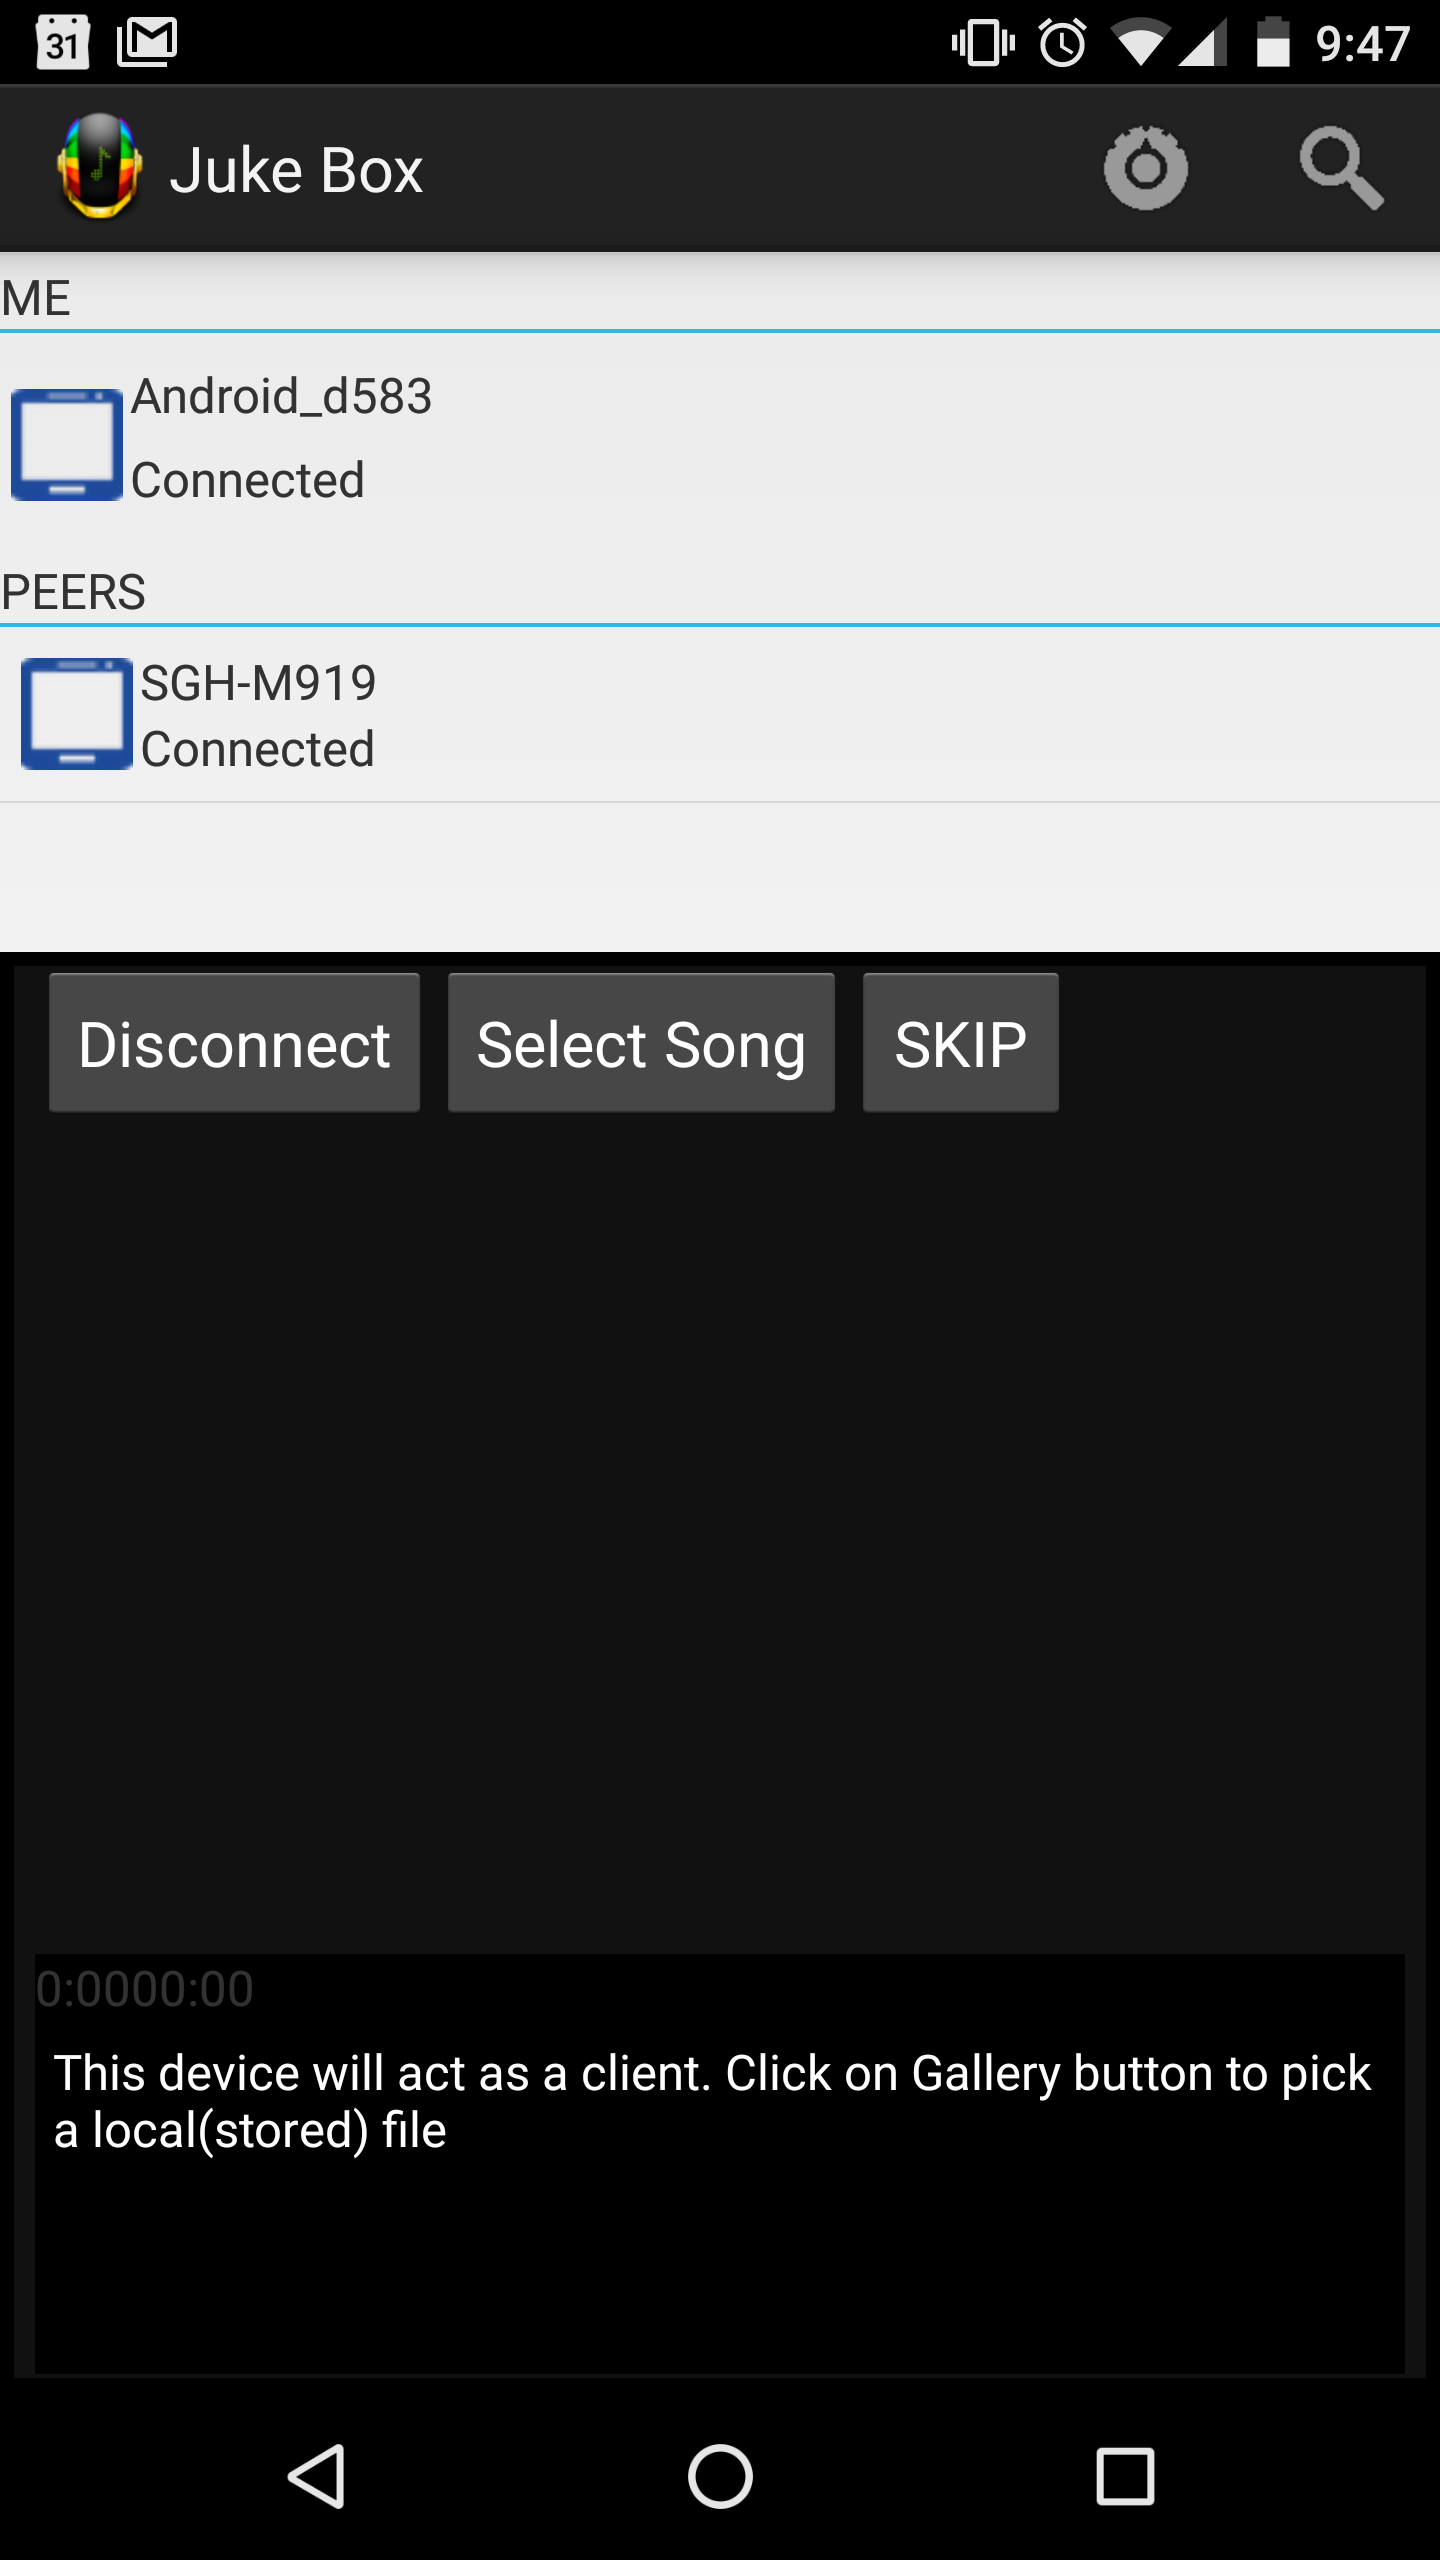 31
9:47
Juke Box
ME
Android_d583
Connected
PEERS
SGH-M919
Connected
Disconnect
Select Song
SKIP
0:0000:00
This device will act as a client. Click on Gallery button to pick
a local(stored) file